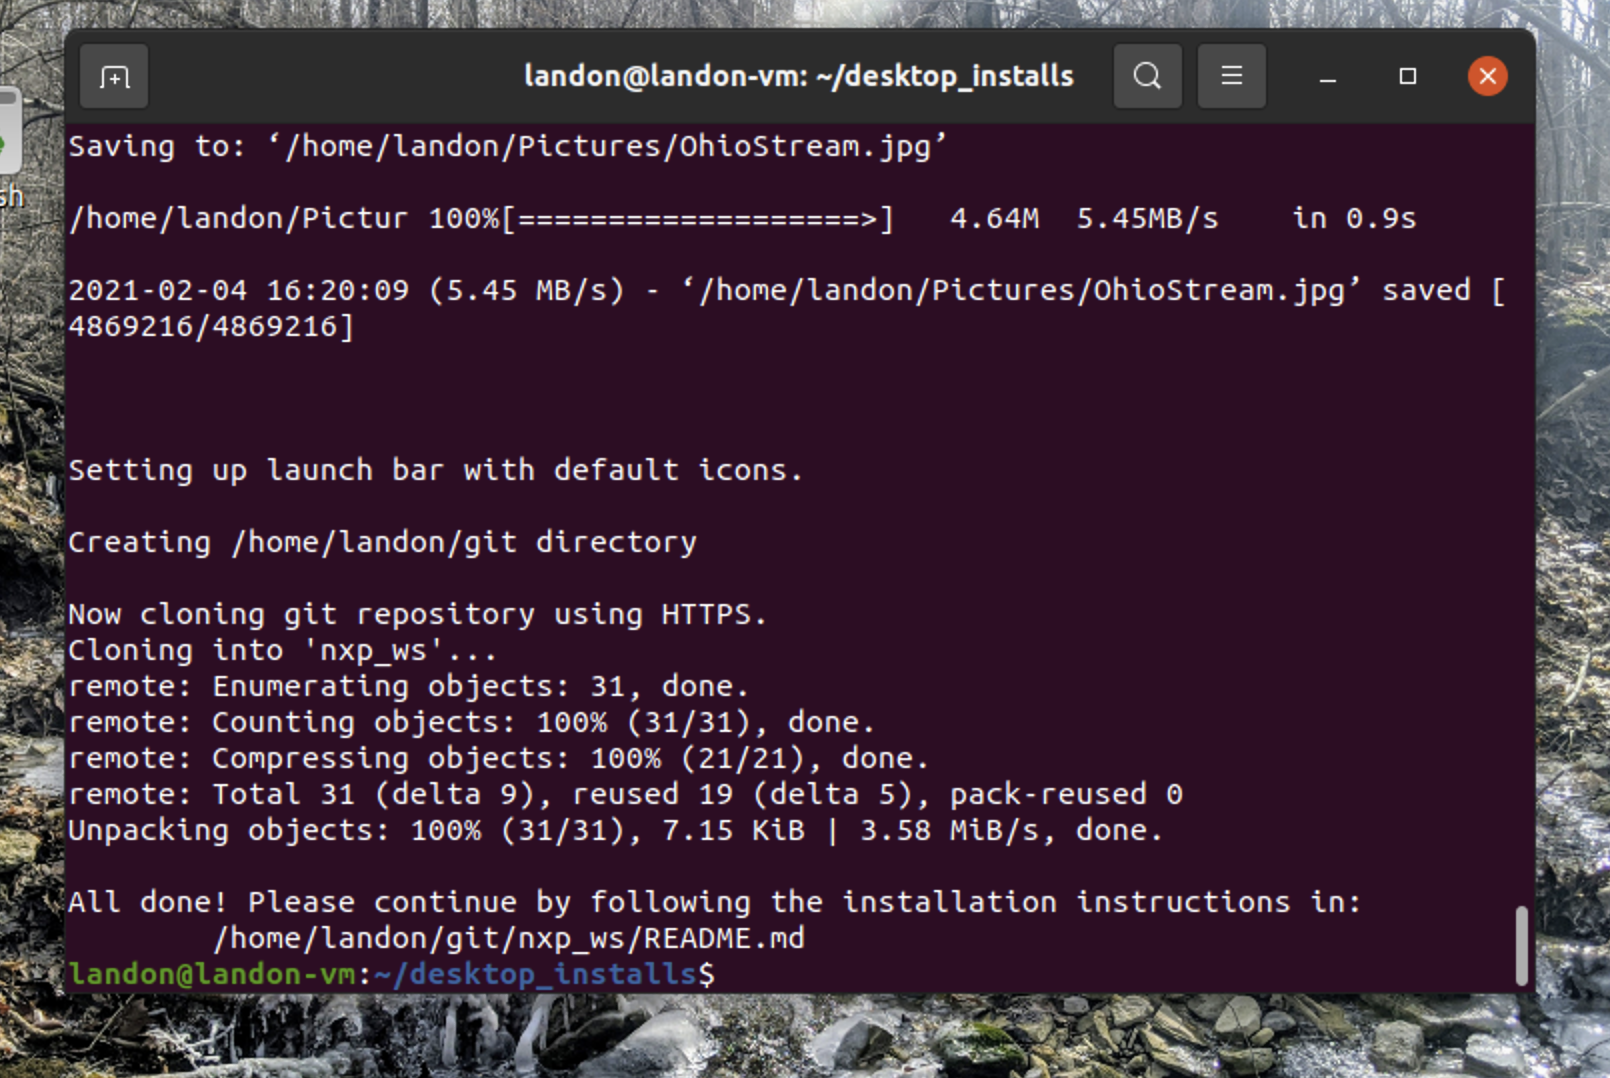 landon@landon-vm: ~/desktop_installs
sh
Saving to: ‘/home/landon/Pictures/OhioStream.jpg’
/home/landon/Pictur 100%[===================>]   4.64M  5.45MB/s    in 0.9s
2021-02-04 16:20:09 (5.45 MB/s) - ‘/home/landon/Pictures/OhioStream.jpg’ saved [
4869216/4869216]
Setting up launch bar with default icons.
Creating /home/landon/git directory
Now cloning git repository using HTTPS.
Cloning into 'nxp_ws'...
remote: Enumerating objects: 31, done.
remote: Counting objects: 100% (31/31), done.
remote: Compressing objects: 100% (21/21), done.
remote: Total 31 (delta 9), reused 19 (delta 5), pack-reused 0
Unpacking objects: 100% (31/31), 7.15 KiB | 3.58 MiB/s, done.
All done! Please continue by following the installation instructions in:
        /home/landon/git/nxp_ws/README.md
landon@landon-vm:~/desktop_installs$